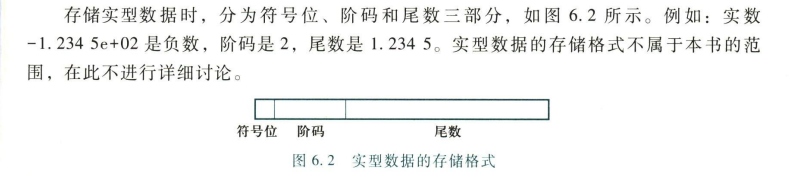 存储实型数据时，分为符号位、阶码和尾数三部分，如图 6.2 所示。例如：实数
-1.234 5e+02 是负数，阶码是 2，尾数是 1.234 5。实型数据的存储格式不属于本书的范
围，在此不进行详细讨论。
符号位 阶码 尾数
图 6.2 实型数据的存储格式